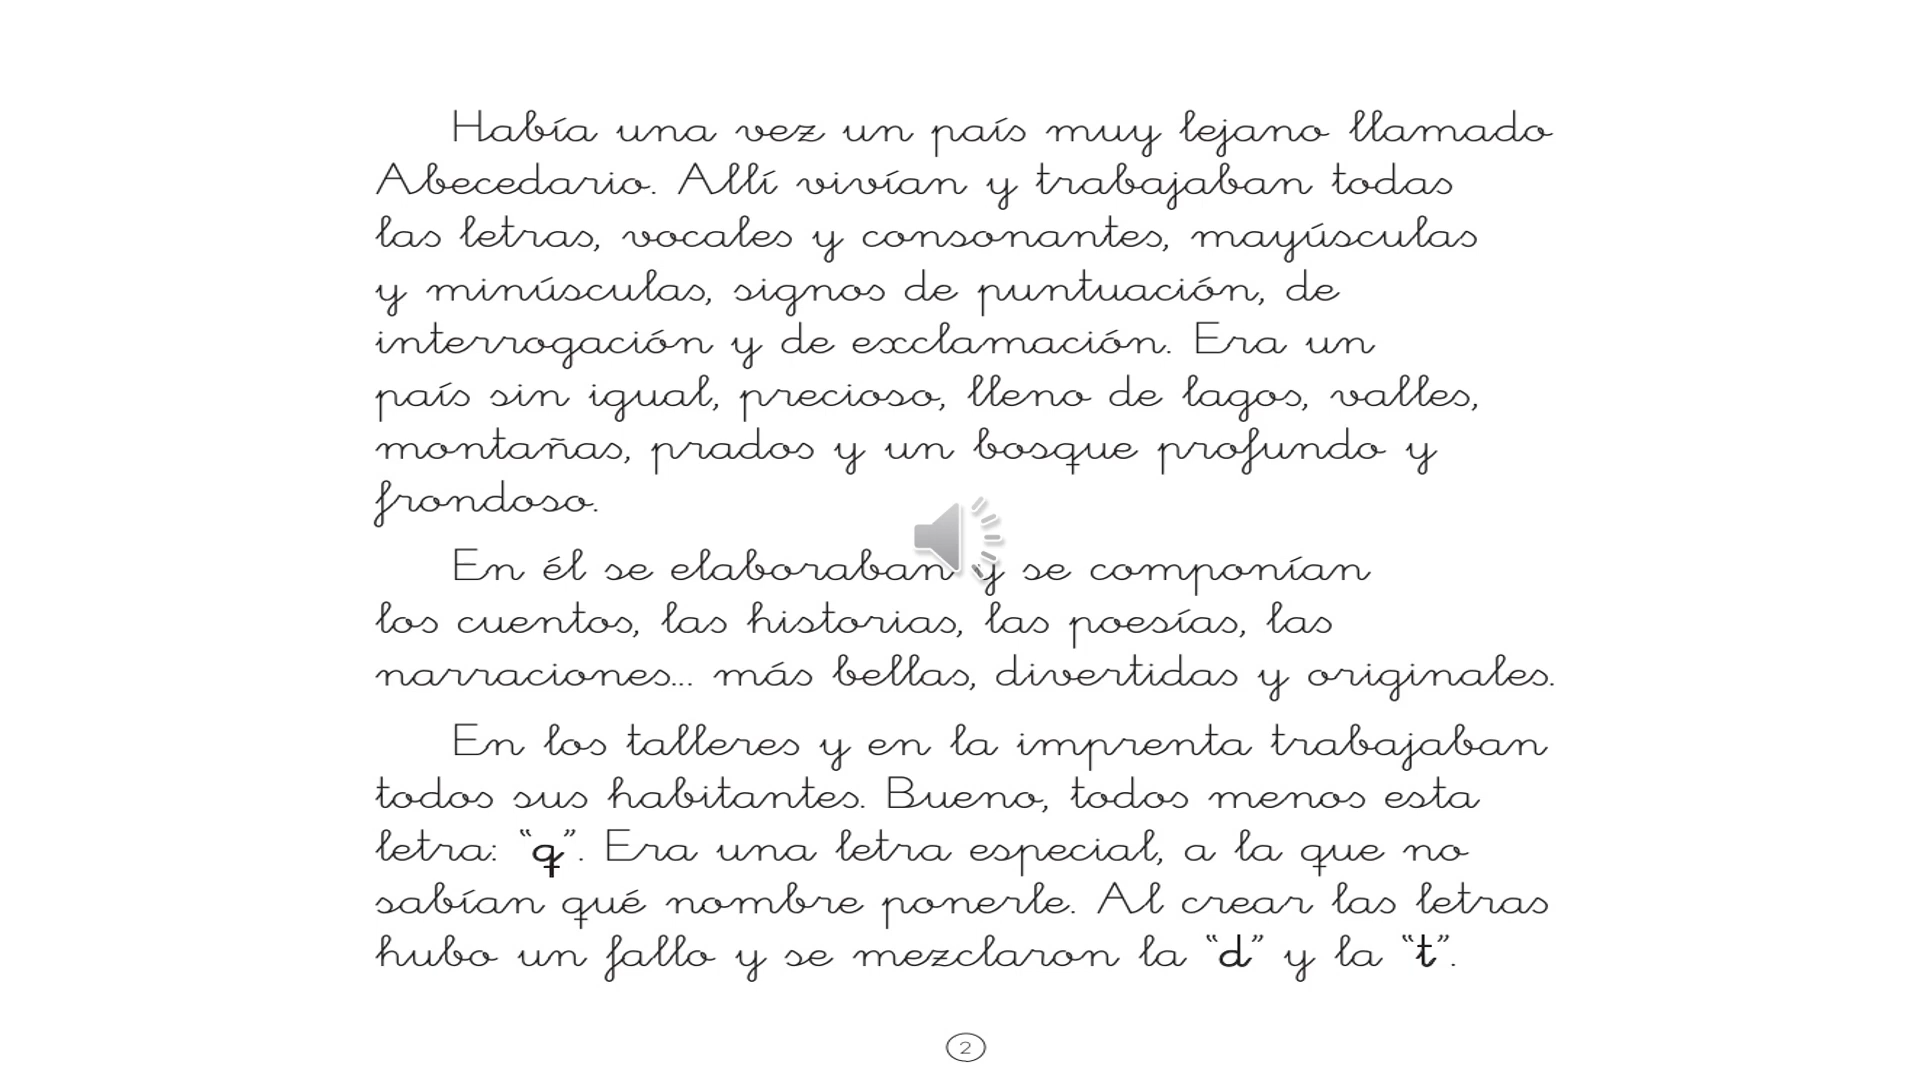 Había una vez un país muy lejano llamado
Abecedario. Allí vivían y trabajaban todas
las letras, vocales y consonantes, mayúsculas
y minúsculas, signos de puntuación, de
interrogación y de exclamación. Era un
país sin igual, precioso, lleno de lagos, valles,
montañas, prados y un bosque profundo y
frondoso.
En él se elaboraban y se componían
los cuentos, las historias, las poesías, las
narraciones... más bellas, divertidas y originales.
En los talleres y en la imprenta trabajaban
todos sus habitantes. Bueno, todos menos esta
letra: “q”. Era una letra especial, a la que no
sabían qué nombre ponerle. Al crear las letras
hubo un fallo y se mezclaron la “d” y la “t”.
2